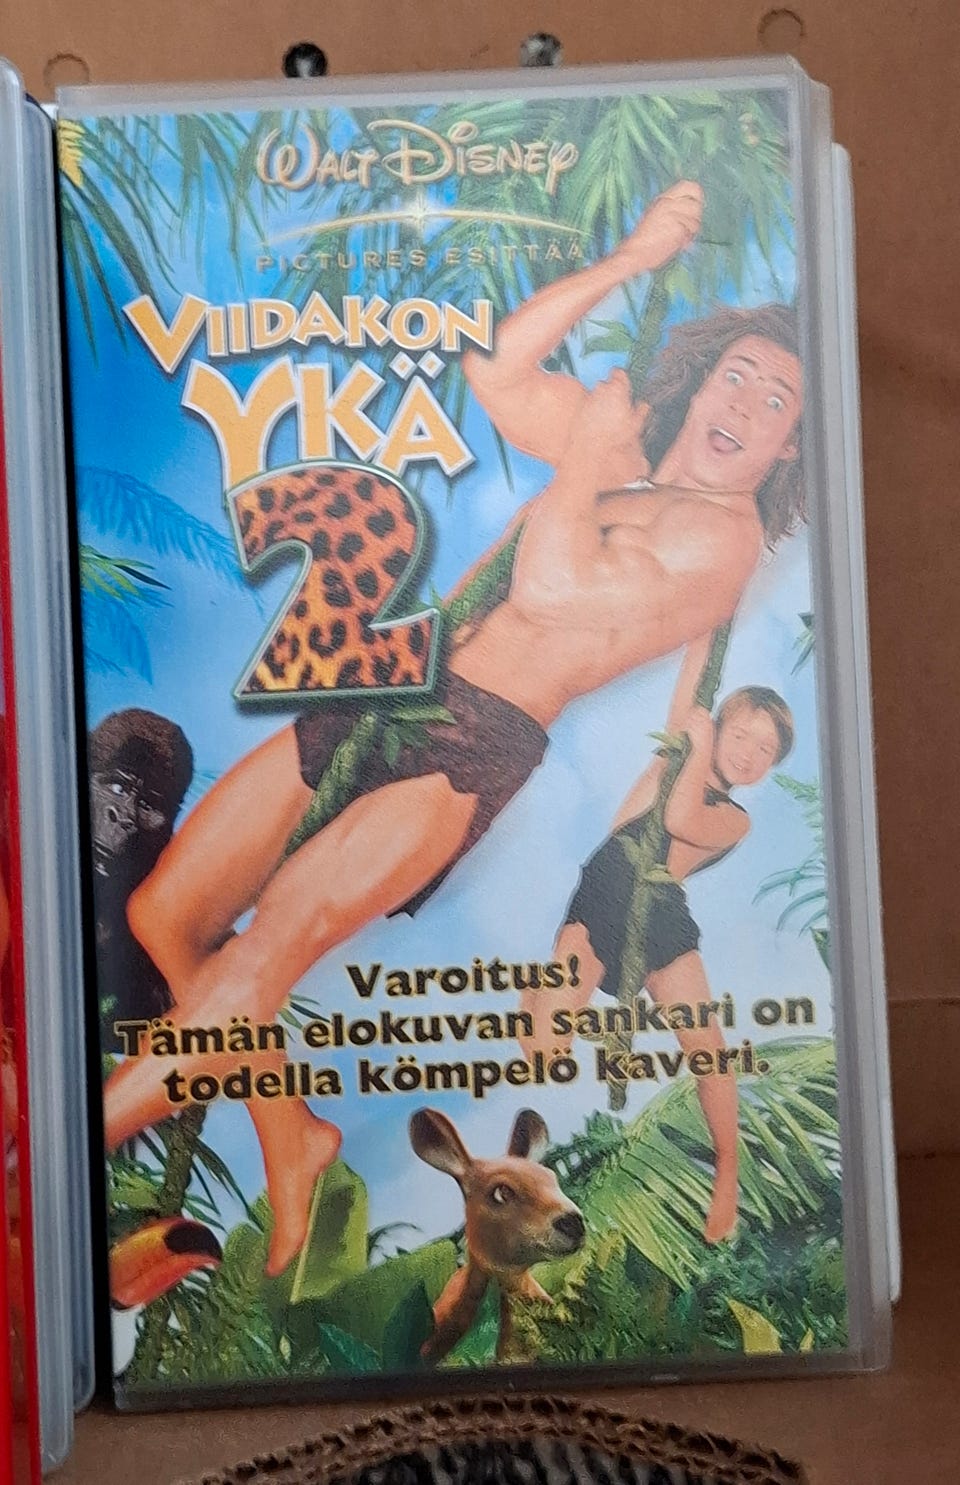 WALT DISNEY
PICTURES ESITTÄÄ
VIIDAKON
YKÄ
2
Varoitus!
Tämän elokuvan sankari on
todella kömpelö kaveri.